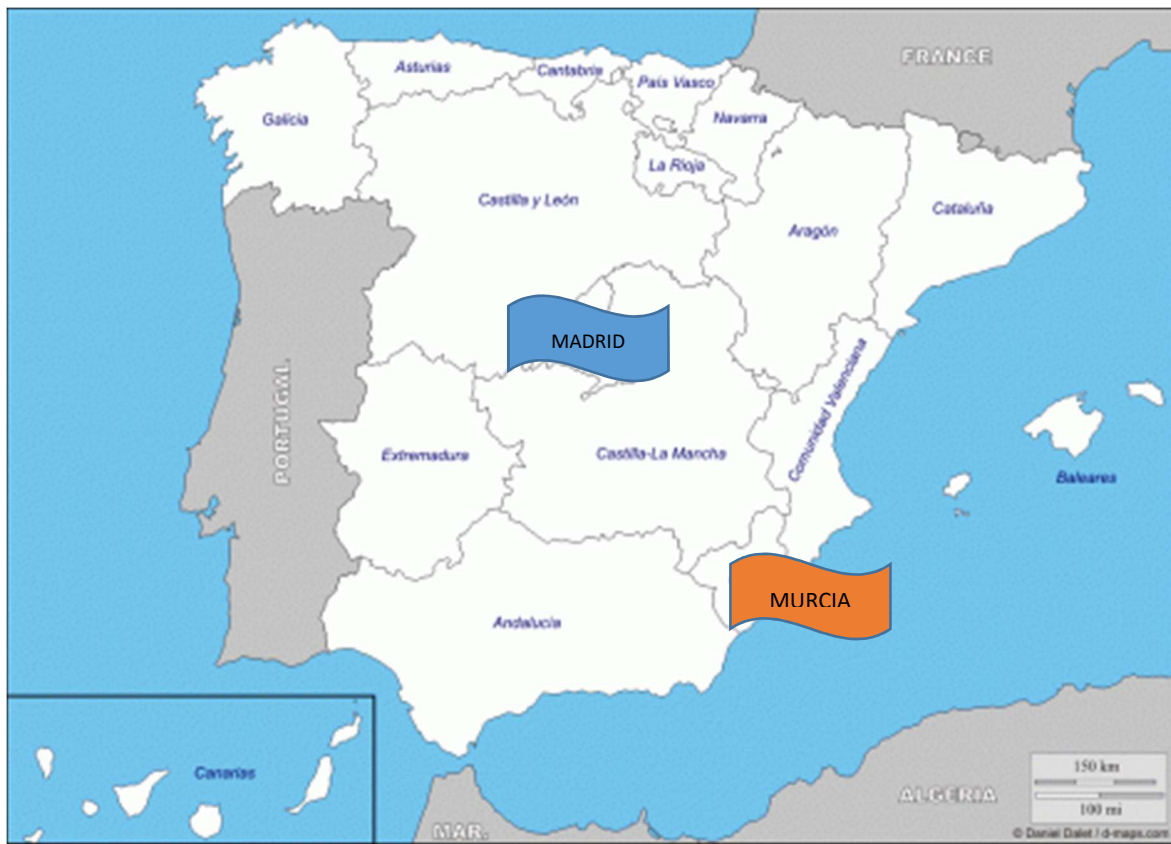 FRANCE
Asturias
Cantabria
País Vasco
Galicia
Navarra
La Rioja
Castilla y León
Cataluña
Aragón
MADRID
PORTUGAL
Comunidad Valenciana
Extremadura
Castilla-La Mancha
Baleares
MURCIA
Andalucía
Canarias
150 km
100 mi
ALGERIA
MAR.
© Daniel Dalet / d-maps.com